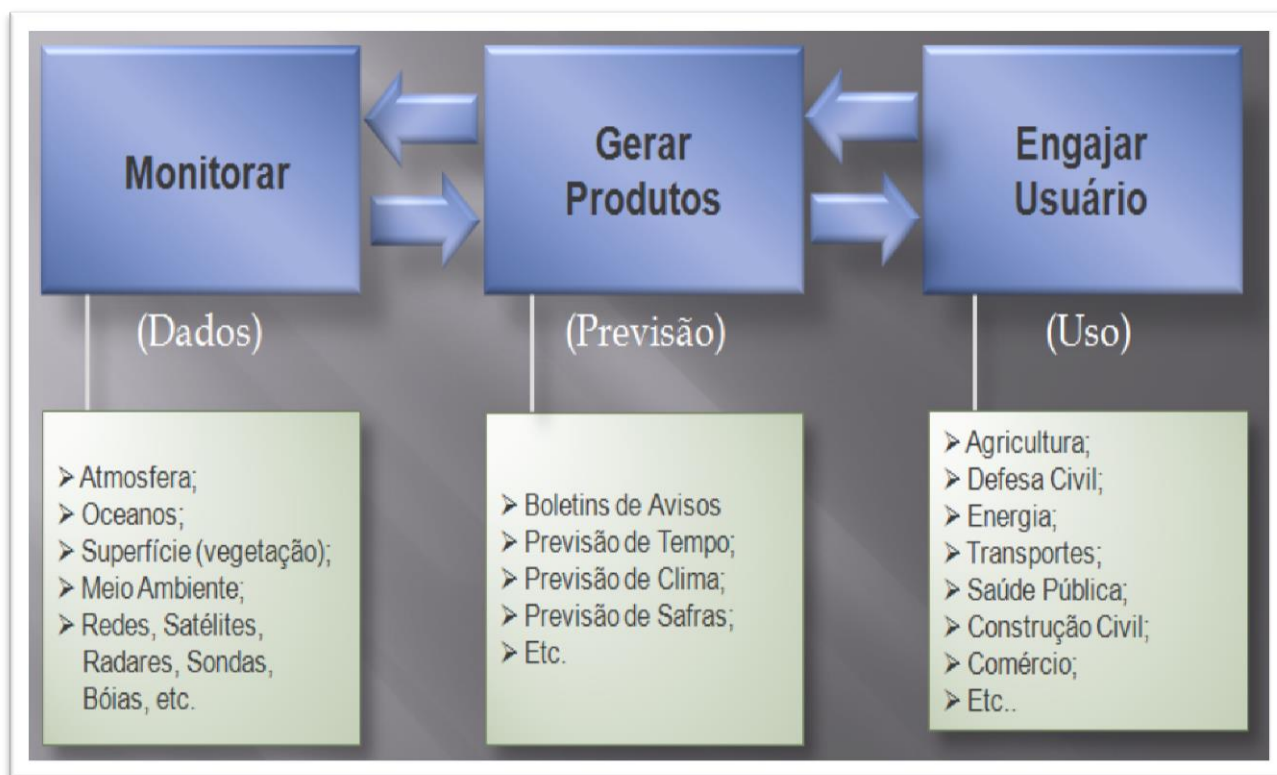 Monitorar
Gerar
Produtos
Engajar
Usuário
(Dados)
(Previsão)
(Uso)
➢ Atmosfera;
➢ Oceanos;
➢ Superfície (vegetação);
➢ Meio Ambiente;
➢ Redes, Satélites,
Radares, Sondas,
Bóias, etc.
➢ Boletins de Avisos
➢ Previsão de Tempo;
➢ Previsão de Clima;
➢ Previsão de Safras;
➢ Etc.
➢ Agricultura;
➢ Defesa Civil;
➢ Energia;
➢ Transportes;
➢ Saúde Pública;
➢ Construção Civil;
➢ Comércio;
➢ Etc..